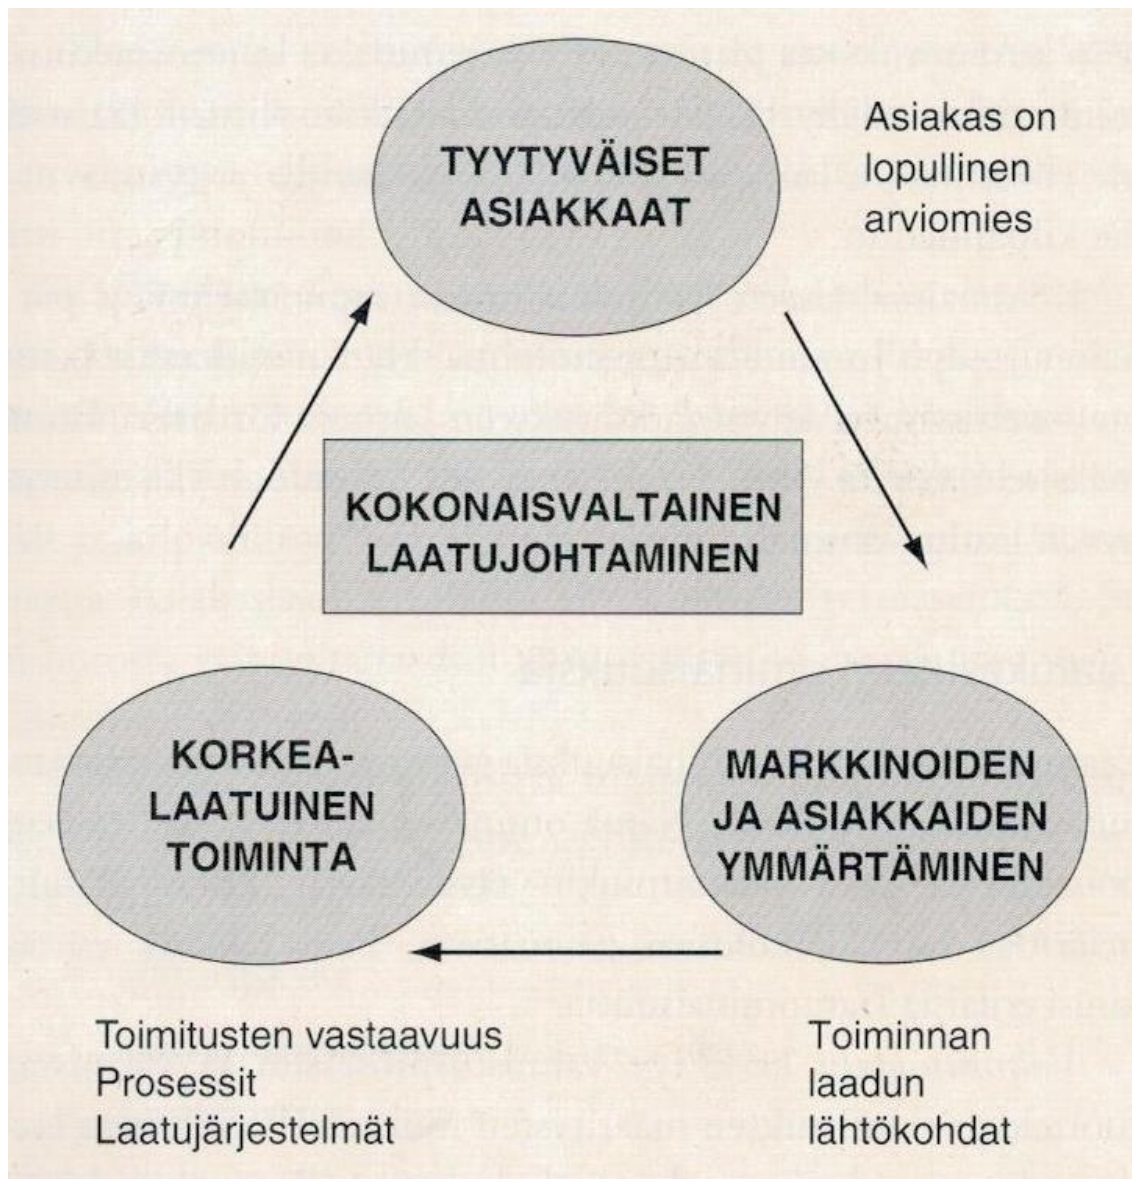 TYYTYVÄISET
ASIAKKAAT
Asiakas on
lopullinen
arviomies
KOKONAISVALTAINEN
LAATUJOHTAMINEN
KORKEA-
LAATUINEN
TOIMINTA
MARKKINOIDEN
JA ASIAKKAIDEN
YMMÄRTÄMINEN
Toimitusten vastaavuus
Prosessit
Laatujärjestelmät
Toiminnan
laadun
lähtökohdat